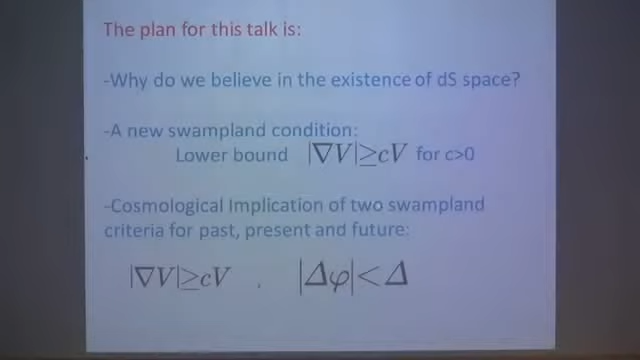 The plan for this talk is:
-Why do we believe in the existence of dS space?
-A new swampland condition:
Lower bound |∇V|≥cV for c>0
-Cosmological Implication of two swampland
criteria for past, present and future:
|∇V|≥cV , |Δφ|<Δ